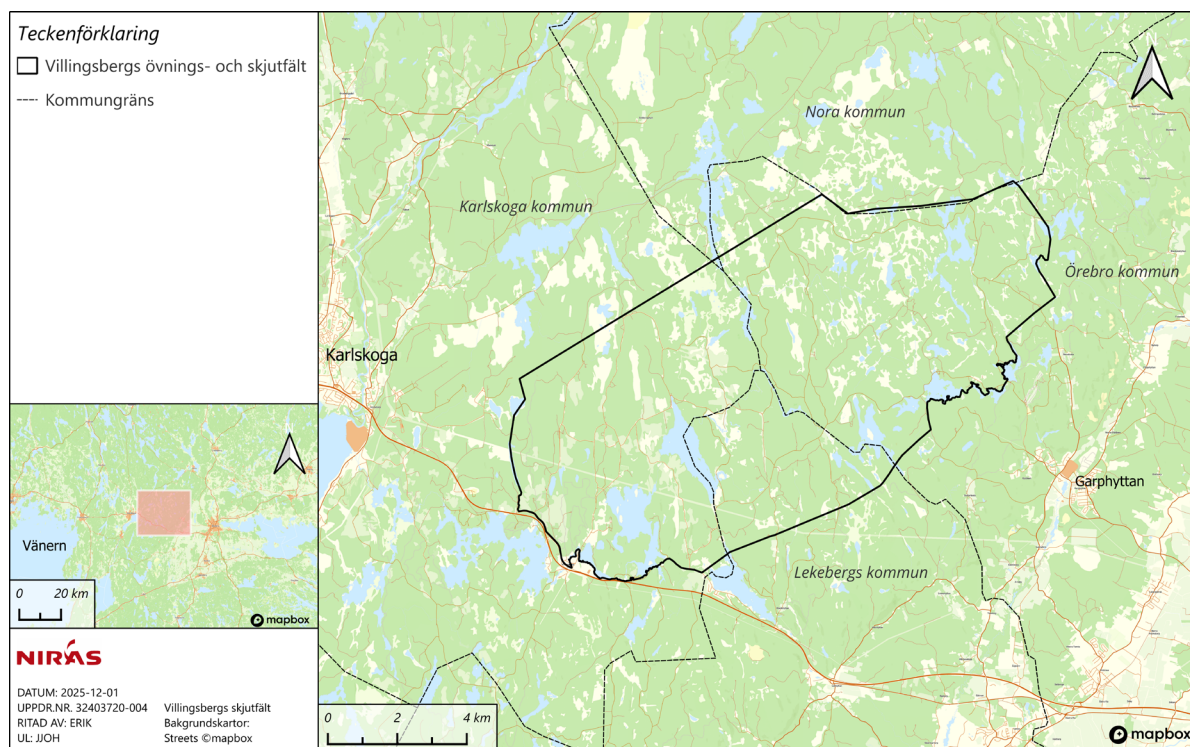 Teckenförklaring
Villingsbergs övnings- och skjutfält
Kommungräns
Nora kommun
Karlskoga kommun
Örebro kommun
Karlskoga
Garphyttan
Lekebergs kommun
Vänern
0 20 km
mapbox
NIRAS
DATUM: 2025-12-01
UPPDR.NR. 32403720-004
RITAD AV: ERIK
UL: JJOH
Villingsbergs skjutfält
Bakgrundskartor:
Streets ©mapbox
0 2 4 km
mapbox